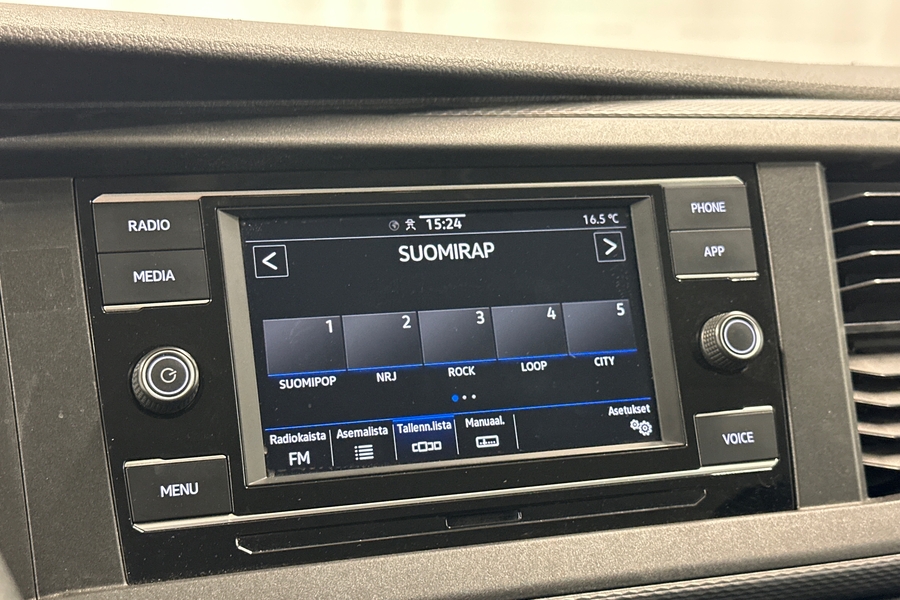 RADIO
MEDIA
MENU
15:24
16.5 °C
<
SUOMIRAP
>
1
2
3
4
5
SUOMIPOP
NRJ
ROCK
LOOP
CITY
Radiokaista
FM
Asemalista
Tallenn.lista
Manuaal.
Asetukset
PHONE
APP
VOICE